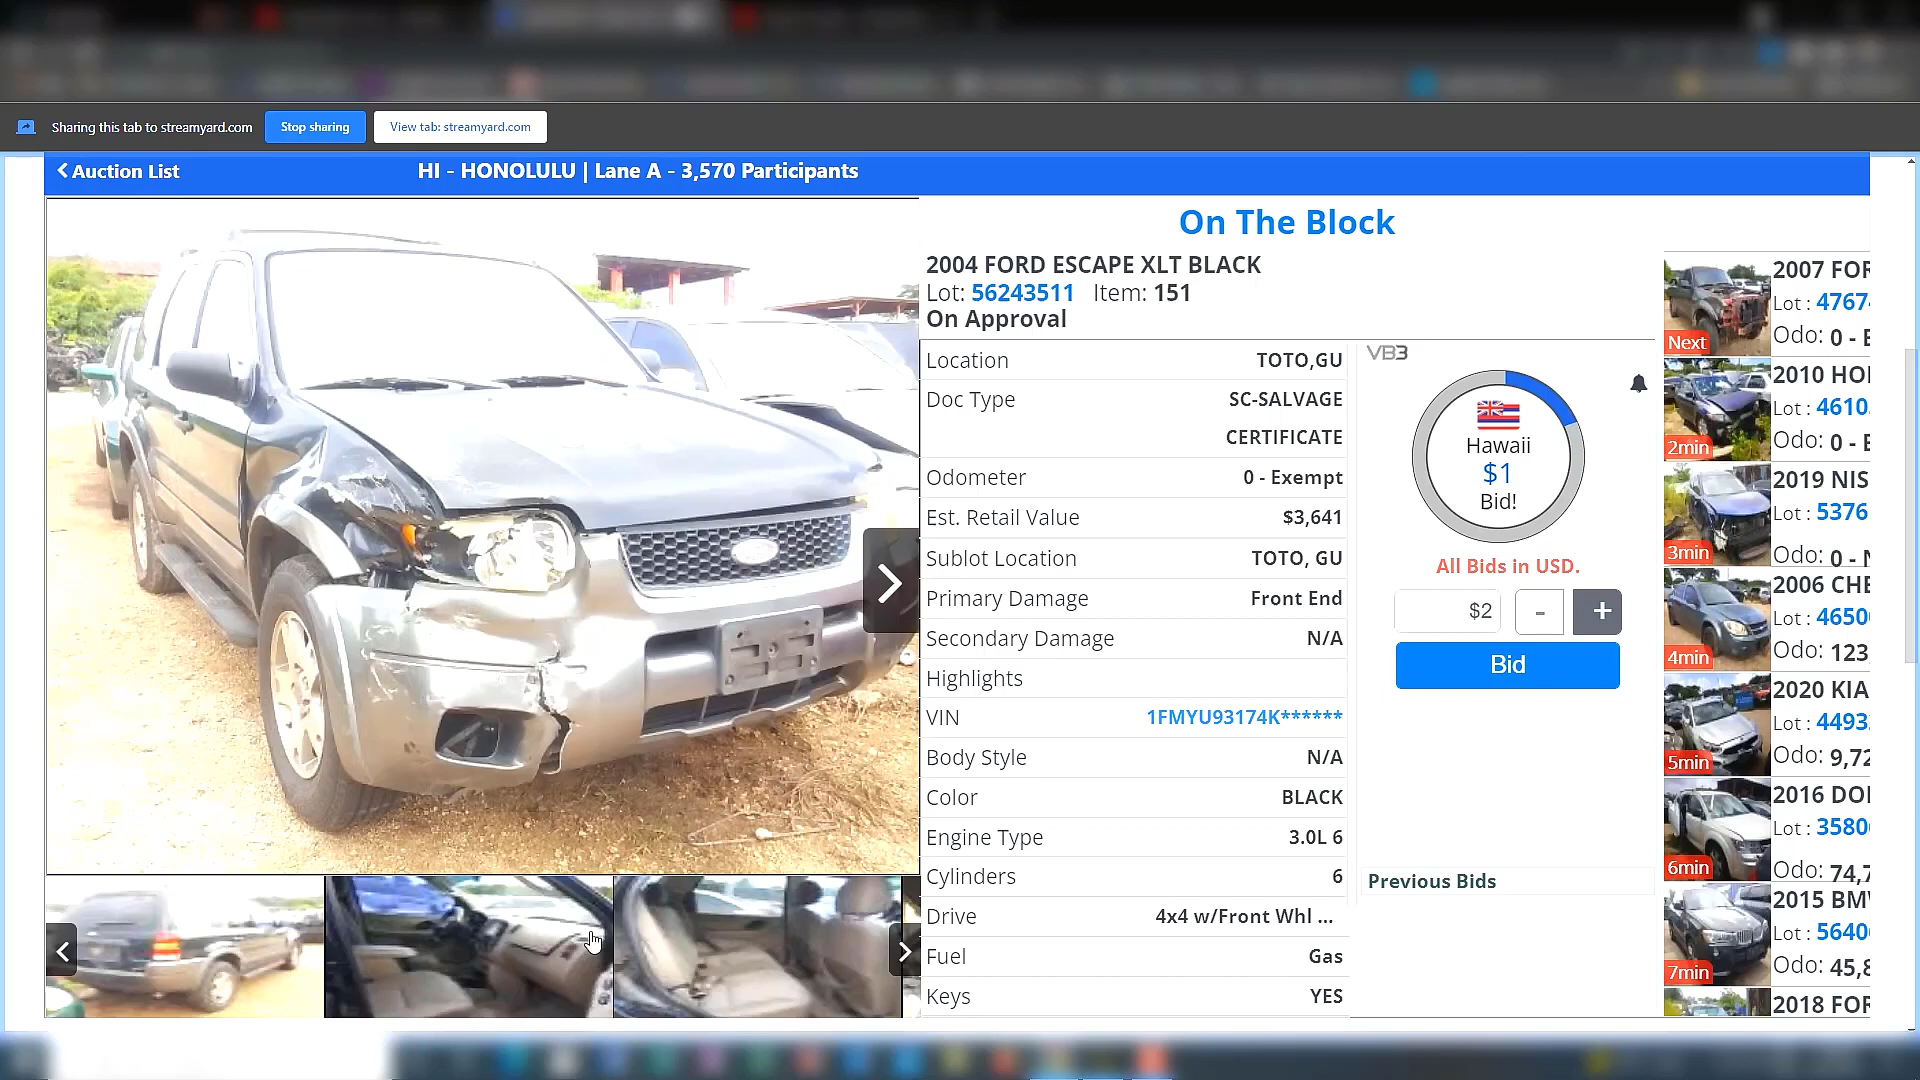 Sharing this tab to streamyard.com
Stop sharing
View tab: streamyard.com
Auction List
HI - HONOLULU | Lane A - 3,570 Participants
On The Block
2004 FORD ESCAPE XLT BLACK
Lot: 56243511 Item: 151
On Approval
Location TOTO,GU
Doc Type SC-SALVAGE
CERTIFICATE
Odometer 0 - Exempt
Est. Retail Value $3,641
Sublot Location TOTO, GU
Primary Damage Front End
Secondary Damage N/A
Highlights
VIN 1FMYU93174K******
Body Style N/A
Color BLACK
Engine Type 3.0L 6
Cylinders 6
Drive 4x4 w/Front Whl ...
Fuel Gas
Keys YES
VB3
Hawaii
$1
Bid!
All Bids in USD.
$2 - +
Bid
Previous Bids
2007 FOR
Lot : 4767
Odo: 0 - E
Next
2010 HO
Lot : 4610
Odo: 0 - E
2min
2019 NIS
Lot : 5376
Odo: 0 - N
3min
2006 CHE
Lot : 4650
Odo: 123
4min
2020 KIA
Lot : 4493
Odo: 9,72
5min
2016 DO
Lot : 3580
Odo: 74,7
6min
2015 BM
Lot : 5640
Odo: 45,8
7min
2018 FOR